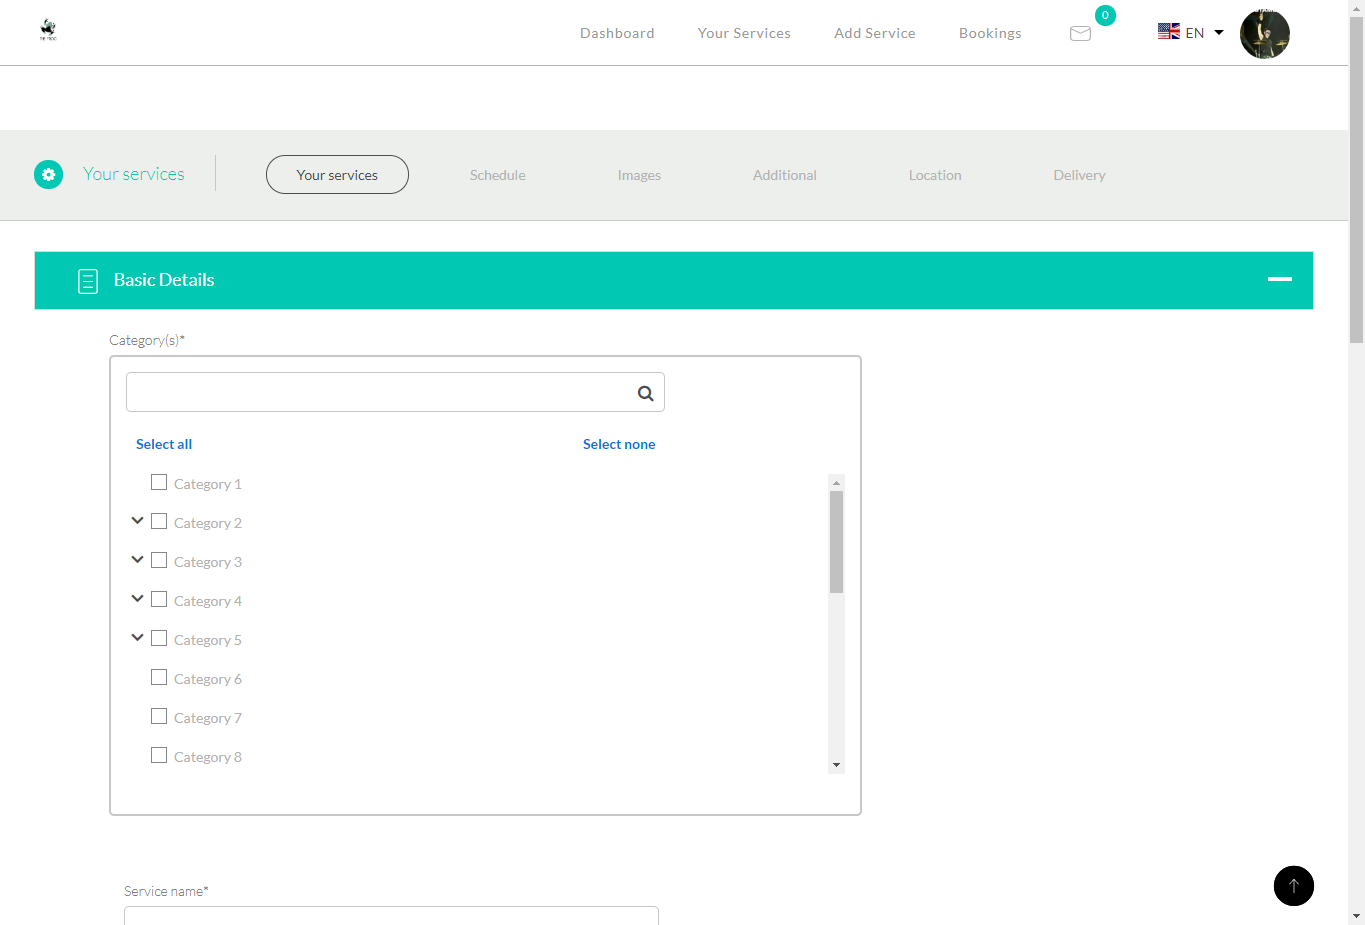 Dashboard
Your Services
Add Service
Bookings
0
EN
Your services
Your services
Schedule
Images
Additional
Location
Delivery
Basic Details
Category(s)*
Select all
Select none
Category 1
Category 2
Category 3
Category 4
Category 5
Category 6
Category 7
Category 8
Service name*